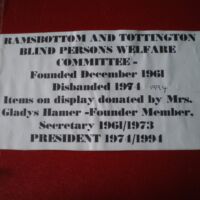 RAMSBOTTOM AND TOTTINGTON
BLIND PERSONS WELFARE
COMMITTEE -
Founded December 1961
Disbanded 1974 1994
Items on display donated by Mrs.
Gladys Hamer -Founder Member,
Secretary 1961/1973
PRESIDENT 1974/1994